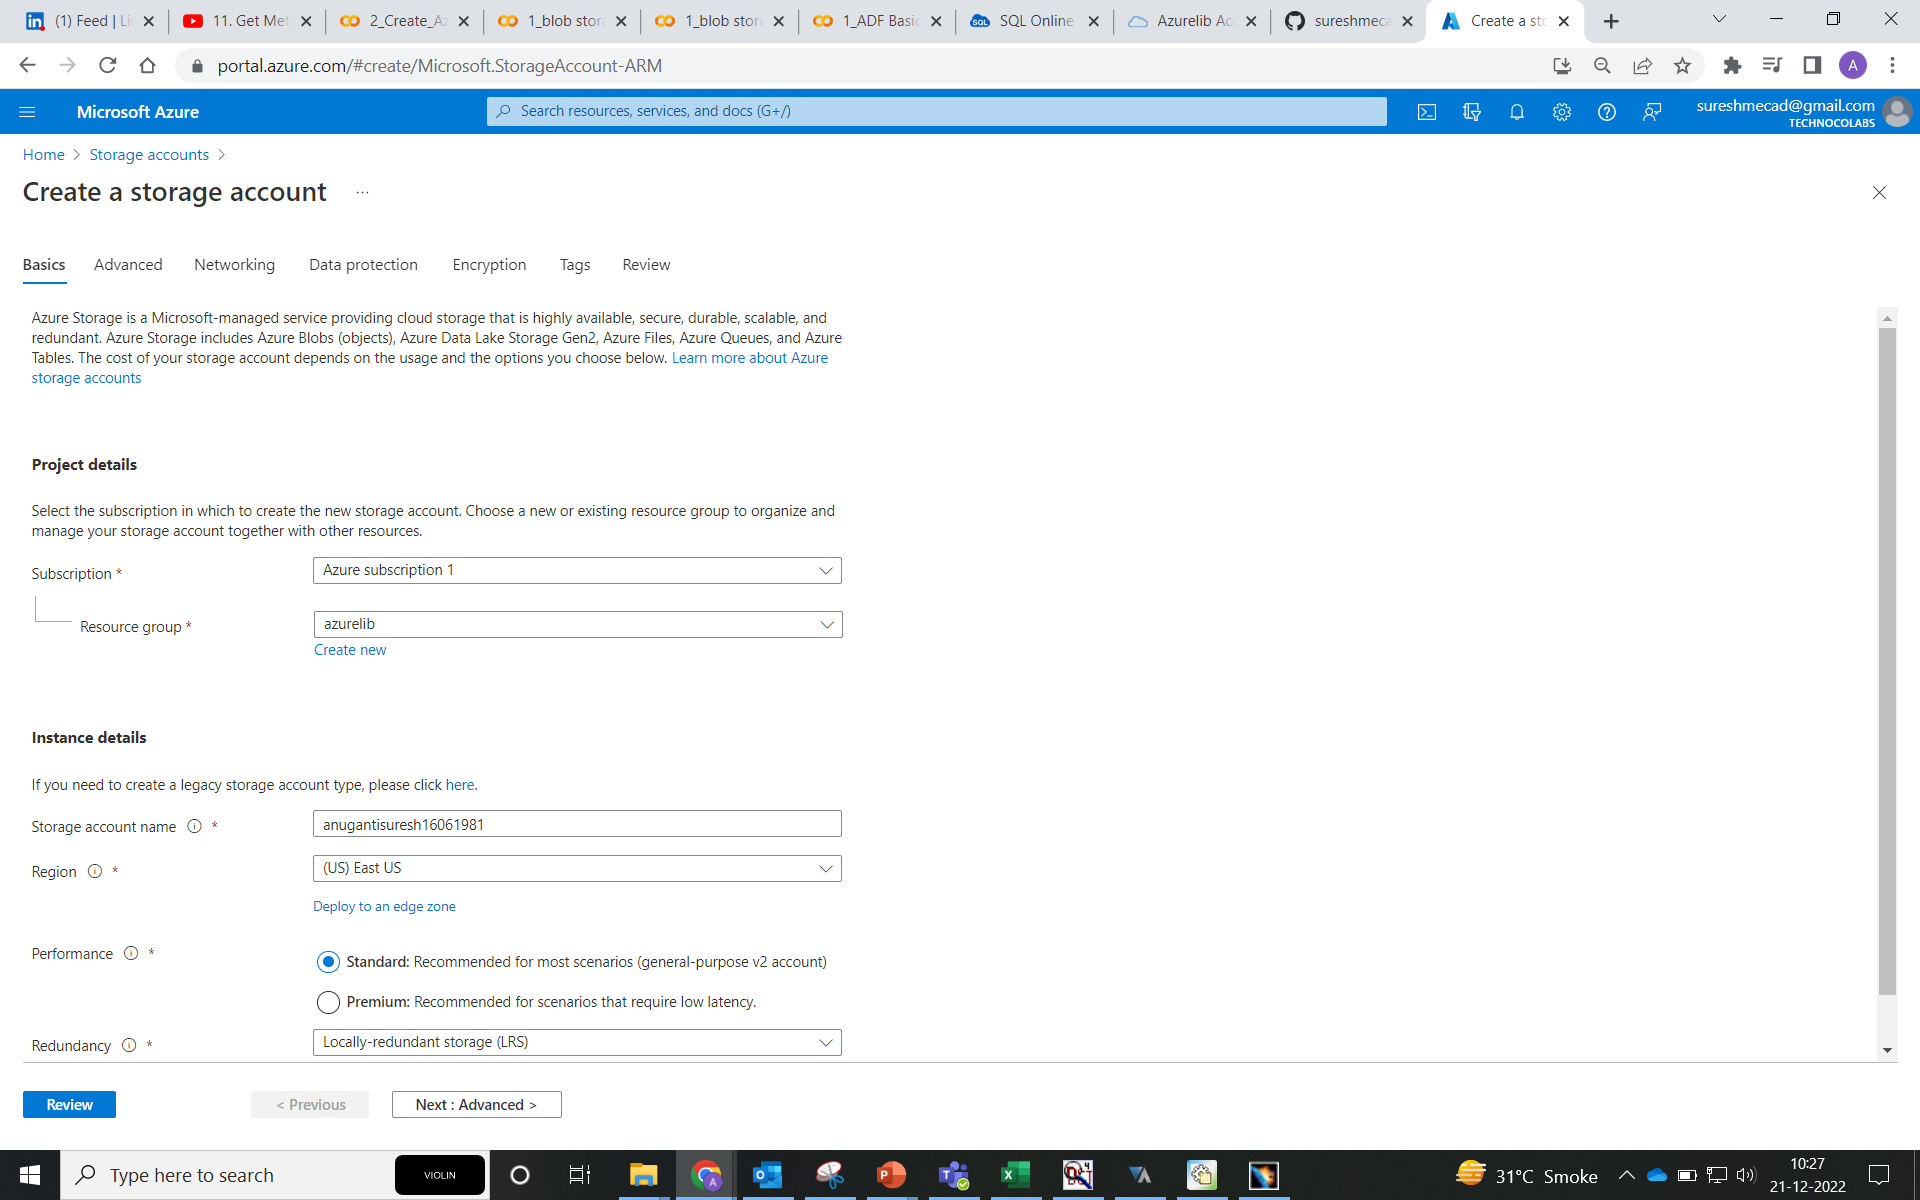 (1) Feed | Li
11. Get Met
2_Create_Az
1_blob stora
1_blob stora
1_ADF Basic
SQL Online
Azurelib Aca
sureshmeca
Create a sto
portal.azure.com/#create/Microsoft.StorageAccount-ARM
A
Microsoft Azure
Search resources, services, and docs (G+/)
sureshmecad@gmail.com
TECHNOCOLABS
Home > Storage accounts >
Create a storage account ...
Basics Advanced Networking Data protection Encryption Tags Review
Azure Storage is a Microsoft-managed service providing cloud storage that is highly available, secure, durable, scalable, and
redundant. Azure Storage includes Azure Blobs (objects), Azure Data Lake Storage Gen2, Azure Files, Azure Queues, and Azure
Tables. The cost of your storage account depends on the usage and the options you choose below. Learn more about Azure
storage accounts
Project details
Select the subscription in which to create the new storage account. Choose a new or existing resource group to organize and
manage your storage account together with other resources.
Subscription * Azure subscription 1
Resource group * azurelib
Create new
Instance details
If you need to create a legacy storage account type, please click here.
Storage account name * anugantisuresh16061981
Region * (US) East US
Deploy to an edge zone
Performance *
Standard: Recommended for most scenarios (general-purpose v2 account)
Premium: Recommended for scenarios that require low latency.
Redundancy * Locally-redundant storage (LRS)
Review < Previous Next : Advanced >
Type here to search
VIOLIN
31°C Smoke
10:27
21-12-2022